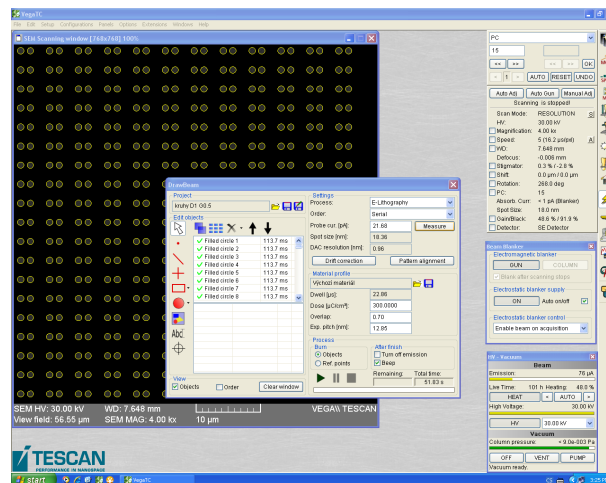 VegaTC
File Edit Setup Configurations Panels Options Extensions Windows Help
SEM Scanning window [768x768] 100%
SEM HV: 30.00 kV WD: 7.648 mm VEGA\\ TESCAN
View field: 56.55 µm SEM MAG: 4.00 kx 10 µm
DrawBeam
Project
kruhy D1 O0.5
Edit objects
Filled circle 1 113.7 ms
Filled circle 2 113.7 ms
Filled circle 3 113.7 ms
Filled circle 4 113.7 ms
Filled circle 5 113.7 ms
Filled circle 6 113.7 ms
Filled circle 7 113.7 ms
Filled circle 8 113.7 ms
Abc
View
Objects Order Clear window
Settings
Process: E-Lithography
Order: Serial
Probe cur. [pA]: 21.68 Measure
Spot size [nm]: 18.36
DAC resolution [nm]: 0.96
Drift correction Pattern alignment
Material profile
Výchozí materiál
Dwell [µs]: 22.86
Dose [µC/cm²]: 300.0000
Overlap: 0.70
Exp. pitch [nm]: 12.85
Process
Burn
Objects
Ref. points
After finish
Turn off emission
Beep
Remaining: Total time:
51.83 s
PC
15
<< >> << >> OK
< 1 > AUTO RESET UNDO
Auto Adj Auto Gun Manual Adj
Scanning is stopped!
Scan Mode: RESOLUTION S|
HV: 30.00 kV
Magnification: 4.00 kx
Speed: 5 (16.2 µs/pxl) A|
WD: 7.648 mm
Defocus: -0.006 mm
Stigmator: 0.3 % / -2.8 %
Shift: 0.0 µm / 0.0 µm
Rotation: 268.0 deg
PC: 15
Absorb. Curr: < 1 pA (Blanker)
Spot Size: 18.0 nm
Gain/Black: 48.6 % / 91.9 %
Detector: SE Detector
Beam Blanker
Electromagnetic blanker
GUN COLUMN
Blank after scanning stops
Electrostatic blanker supply
ON Auto on/off
Electrostatic blanker control
Enable beam on acquisition
HV - Vacuum
Beam
Emission: 76 µA
Live Time: 101 h Heating: 48.0 %
HEAT < AUTO >
High Voltage: 30.00 kV
HV 30.00 kV
Vacuum
Column pressure: < 9.0e-003 Pa
OFF VENT PUMP
Vacuum ready.
TESCAN
PERFORMANCE IN NANOSPACE
start VegaTC CS 3:25